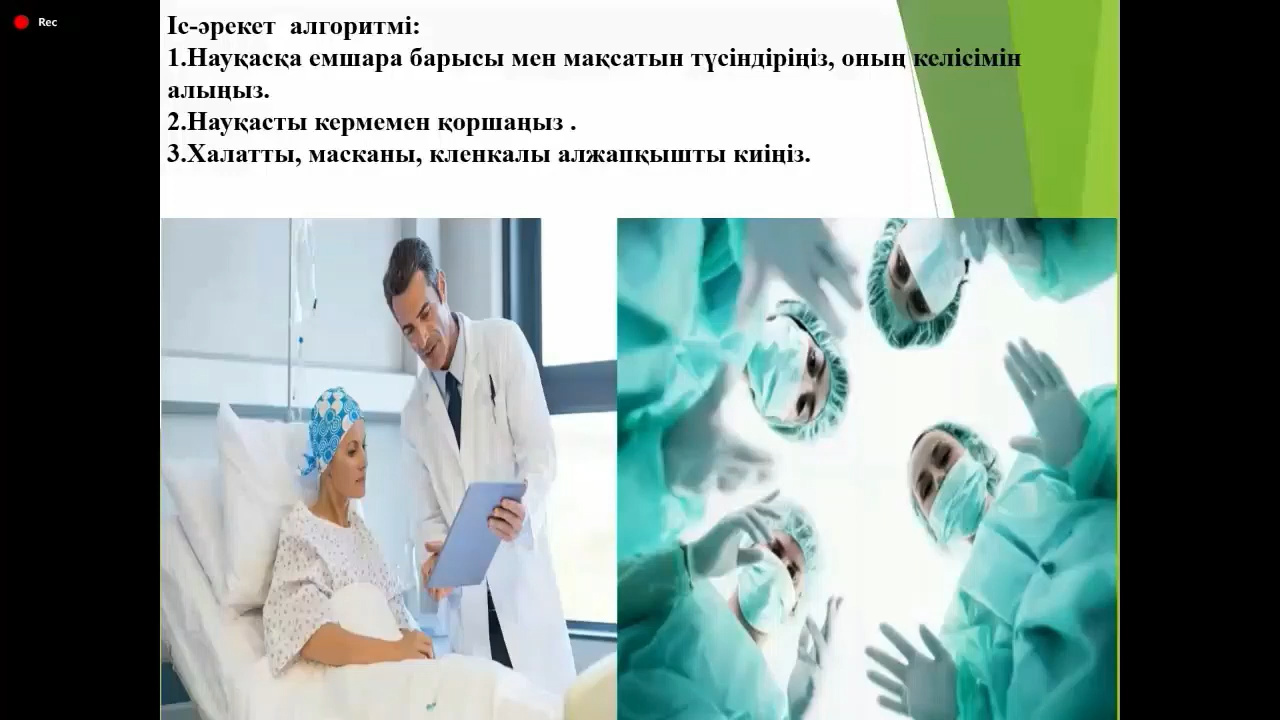 Rec
Іс-әрекет  алгоритмі:
1.Науқасқа емшара барысы мен мақсатын түсіндіріңіз, оның келісімін
алыңыз.
2.Науқасты кермемен қоршаңыз .
3.Халатты, масканы, кленкалы алжапқышты киіңіз.